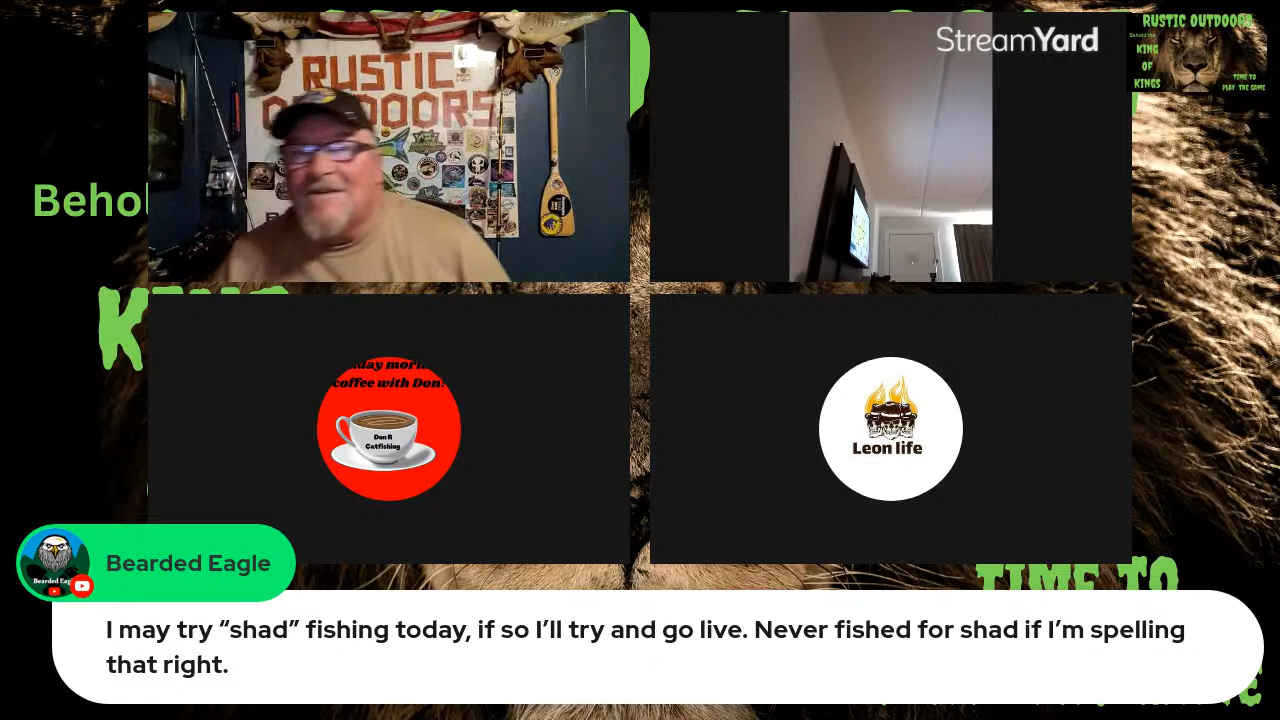 RUSTIC OUTDOORS
Behold the
KING
OF
KINGS
TIME TO
PLAY THE GAME
StreamYard
RUSTIC
OUTDOORS
Behol
coffee with Don!
Don R
Catfishing
Leon life
Bearded Eagle
TIME TO
I may try “shad” fishing today, if so I’ll try and go live. Never fished for shad if I’m spelling
that right.